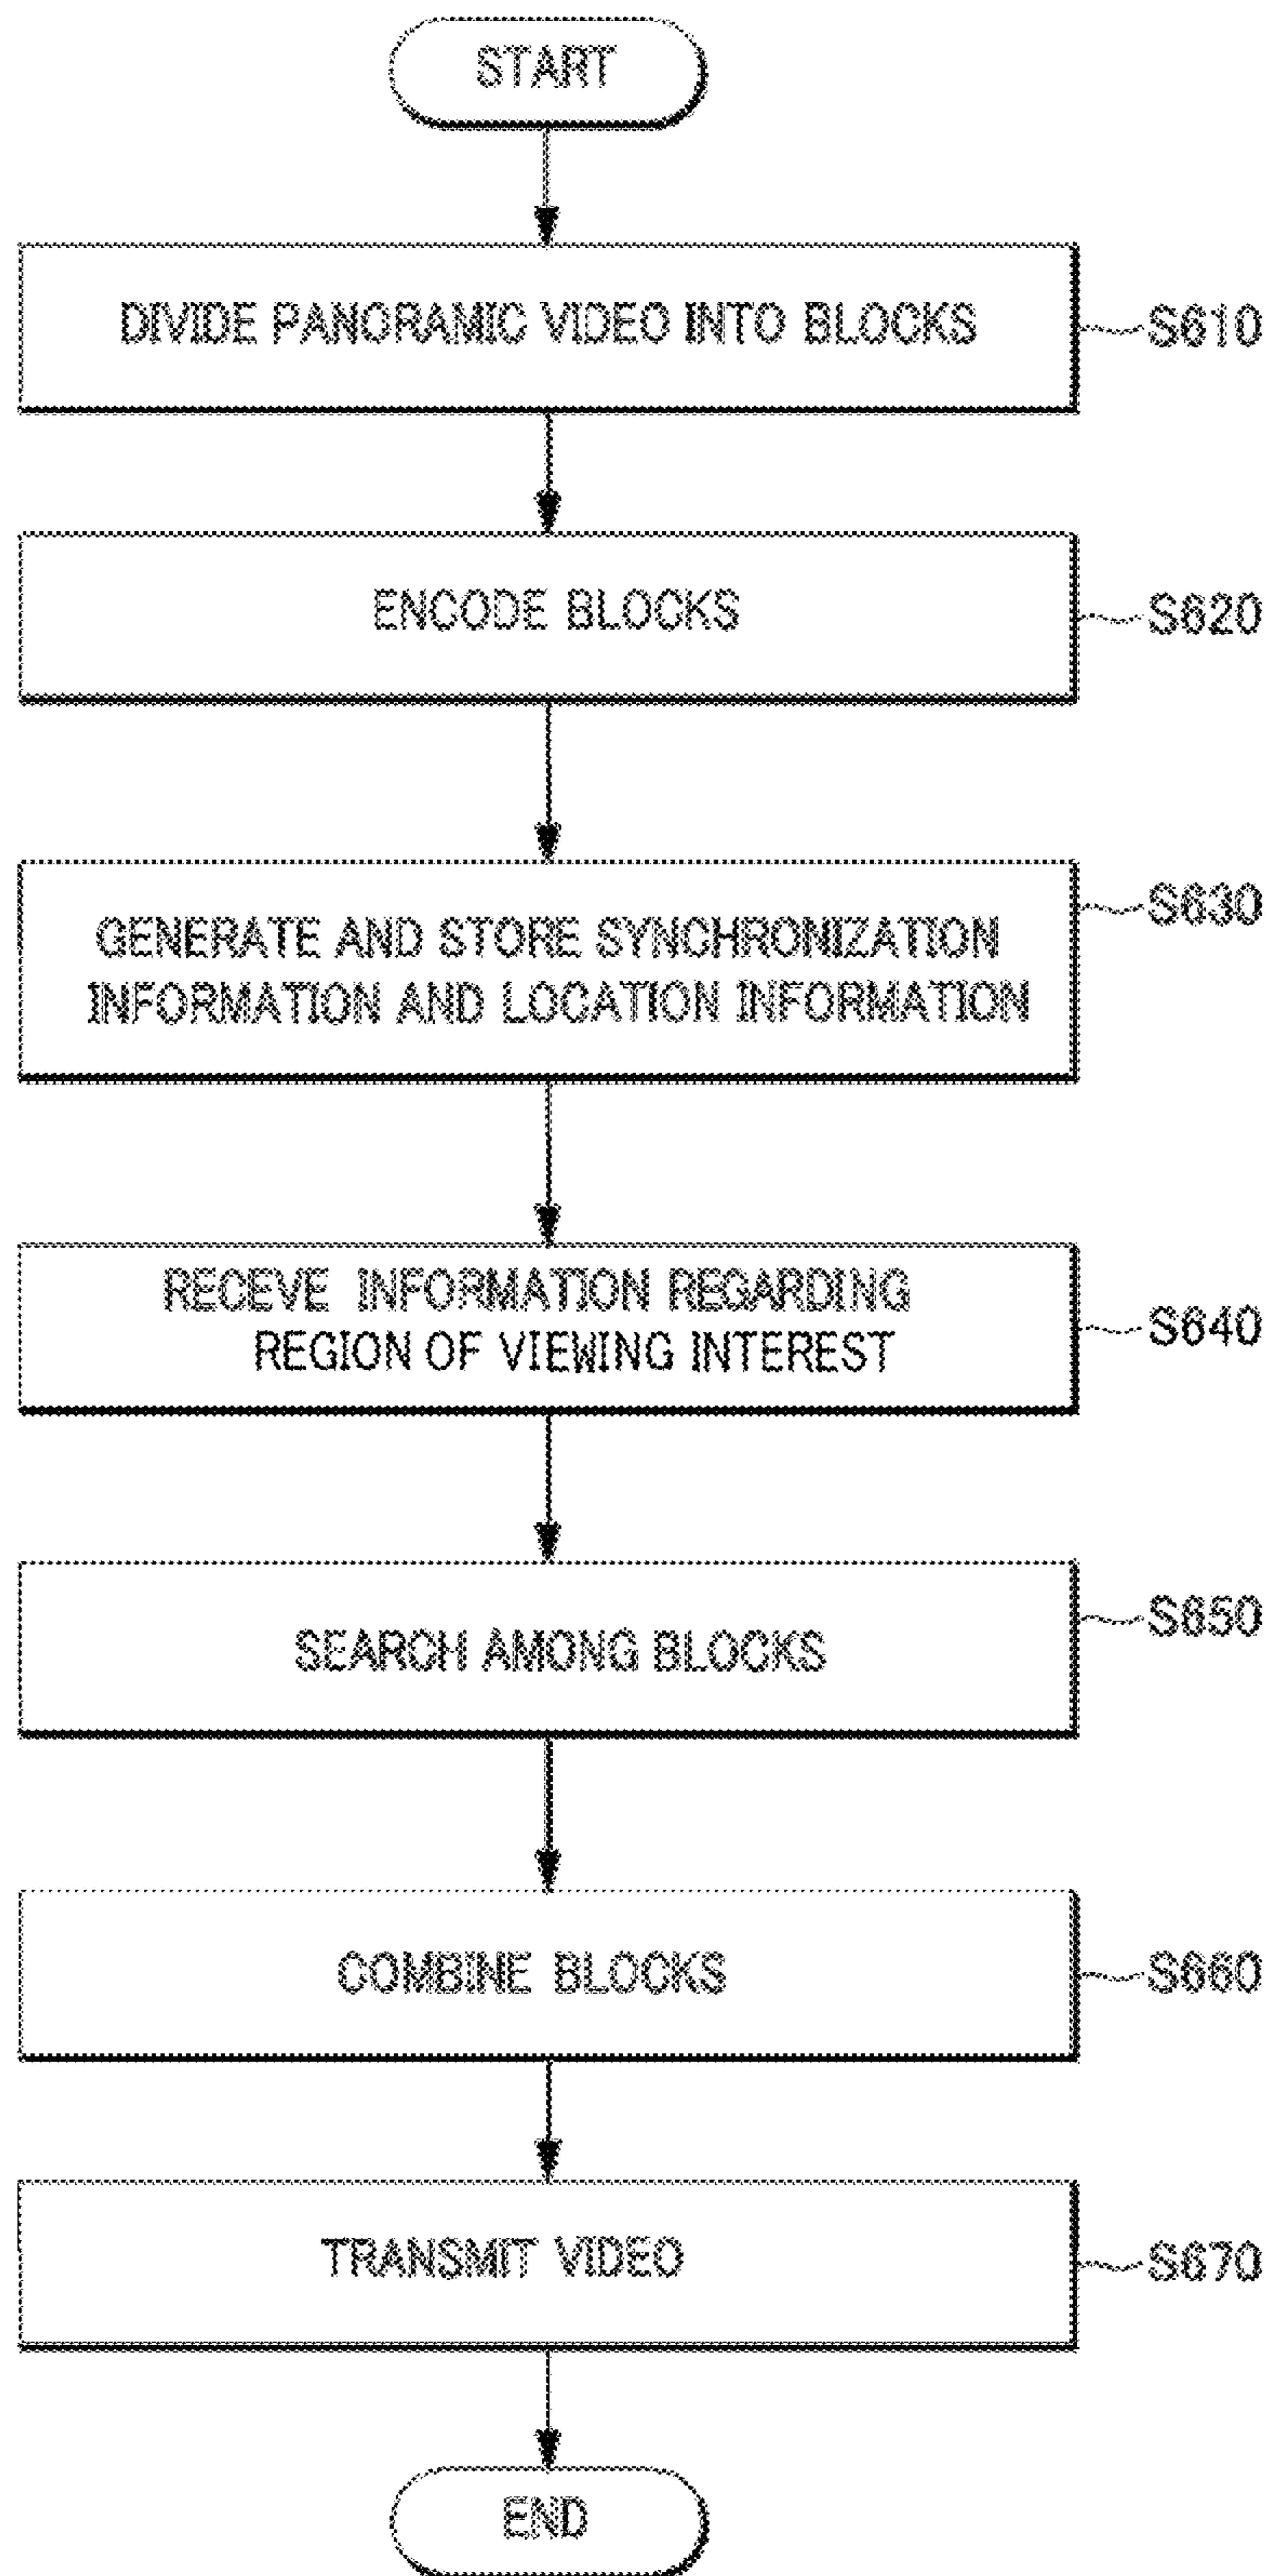 START
DIVIDE PANORAMIC VIDEO INTO BLOCKS
S610
ENCODE BLOCKS
S620
GENERATE AND STORE SYNCHRONIZATION
INFORMATION AND LOCATION INFORMATION
S630
RECEVE INFORMATION REGARDING
REGION OF VIEWING INTEREST
S640
SEARCH AMONG BLOCKS
S650
COMBINE BLOCKS
S660
TRANSMIT VIDEO
S670
END